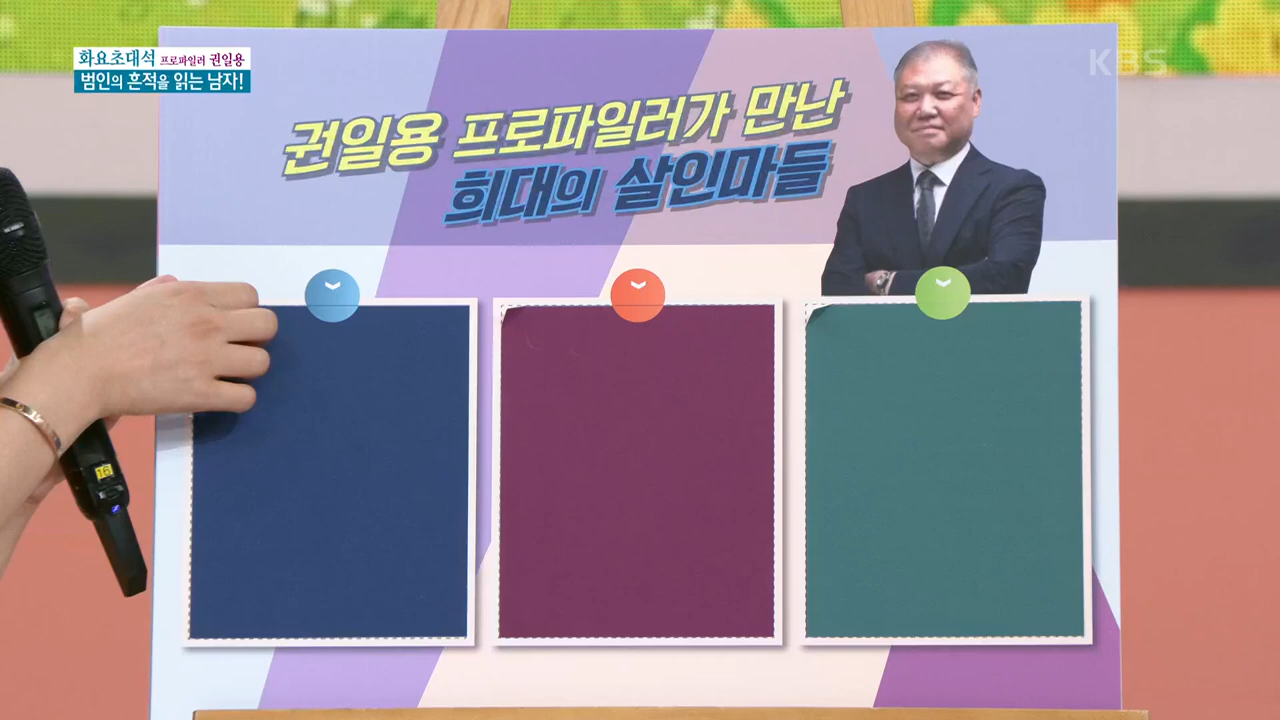 화요초대석 프로파일러 권일용
범인의 흔적을 읽는 남자!
KBS
권일용 프로파일러가 만난
희대의 살인마들
16